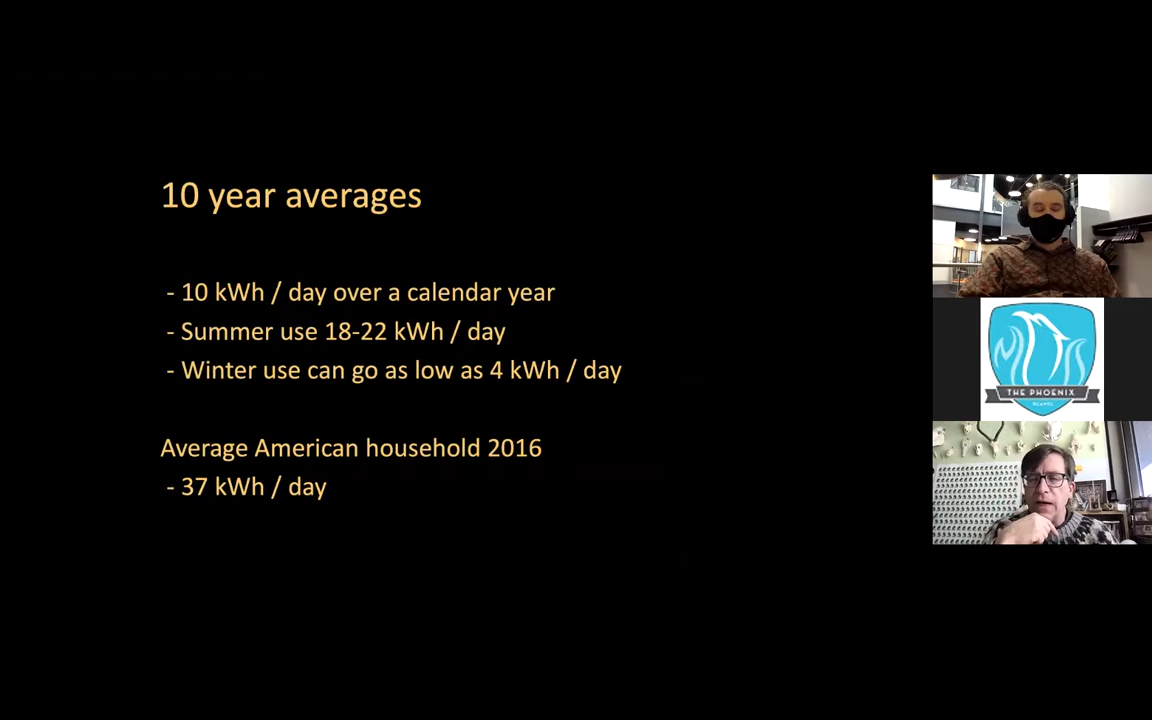 10 year averages
- 10 kWh / day over a calendar year
- Summer use 18-22 kWh / day
- Winter use can go as low as 4 kWh / day
Average American household 2016
- 37 kWh / day
THE PHOENIX